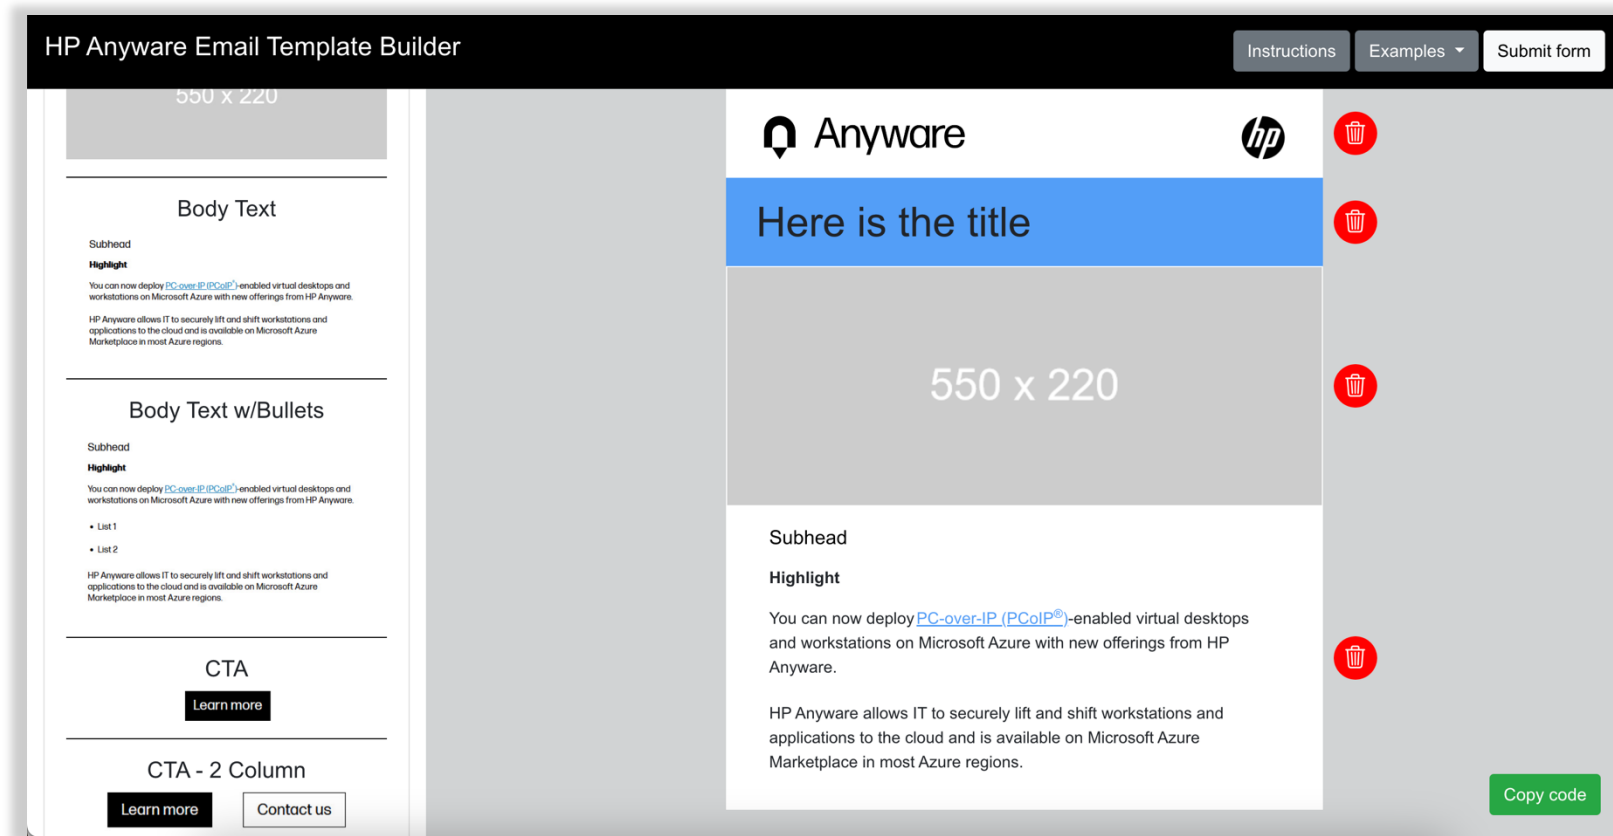 HP Anyware Email Template Builder
Instructions
Examples
Submit form
550 x 220
Body Text
Subhead
Highlight
You can now deploy PC-over-IP (PCoIP®)-enabled virtual desktops and
workstations on Microsoft Azure with new offerings from HP Anyware.
HP Anyware allows IT to securely lift and shift workstations and
applications to the cloud and is available on Microsoft Azure
Marketplace in most Azure regions.
Body Text w/Bullets
Subhead
Highlight
You can now deploy PC-over-IP (PCoIP®)-enabled virtual desktops and
workstations on Microsoft Azure with new offerings from HP Anyware.
• List 1
• List 2
HP Anyware allows IT to securely lift and shift workstations and
applications to the cloud and is available on Microsoft Azure
Marketplace in most Azure regions.
CTA
Learn more
CTA - 2 Column
Learn more
Contact us
Anyware
hp
Here is the title
550 x 220
Subhead
Highlight
You can now deploy PC-over-IP (PCoIP®)-enabled virtual desktops
and workstations on Microsoft Azure with new offerings from HP
Anyware.
HP Anyware allows IT to securely lift and shift workstations and
applications to the cloud and is available on Microsoft Azure
Marketplace in most Azure regions.
Copy code